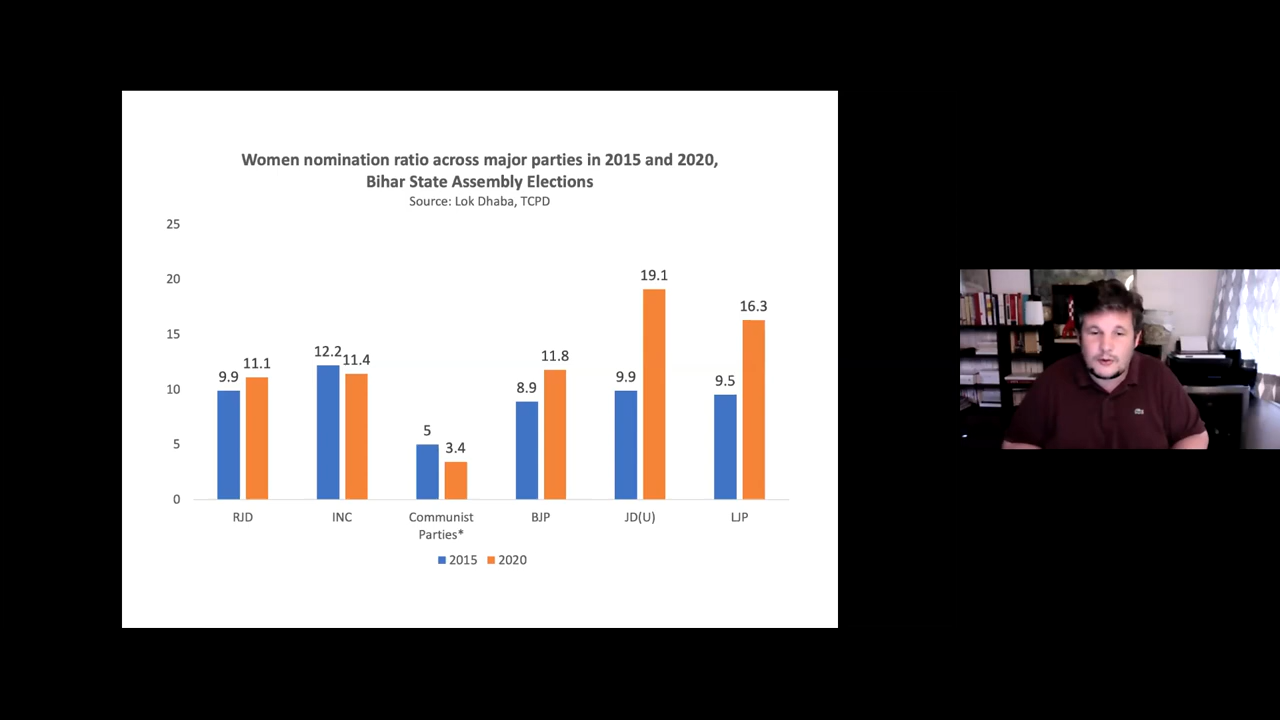 Women nomination ratio across major parties in 2015 and 2020,
Bihar State Assembly Elections
Source: Lok Dhaba, TCPD
25
20
15
10
5
0
9.9
11.1
12.2
11.4
5
3.4
8.9
11.8
9.9
19.1
9.5
16.3
RJD
INC
Communist
Parties*
BJP
JD(U)
LJP
2015
2020